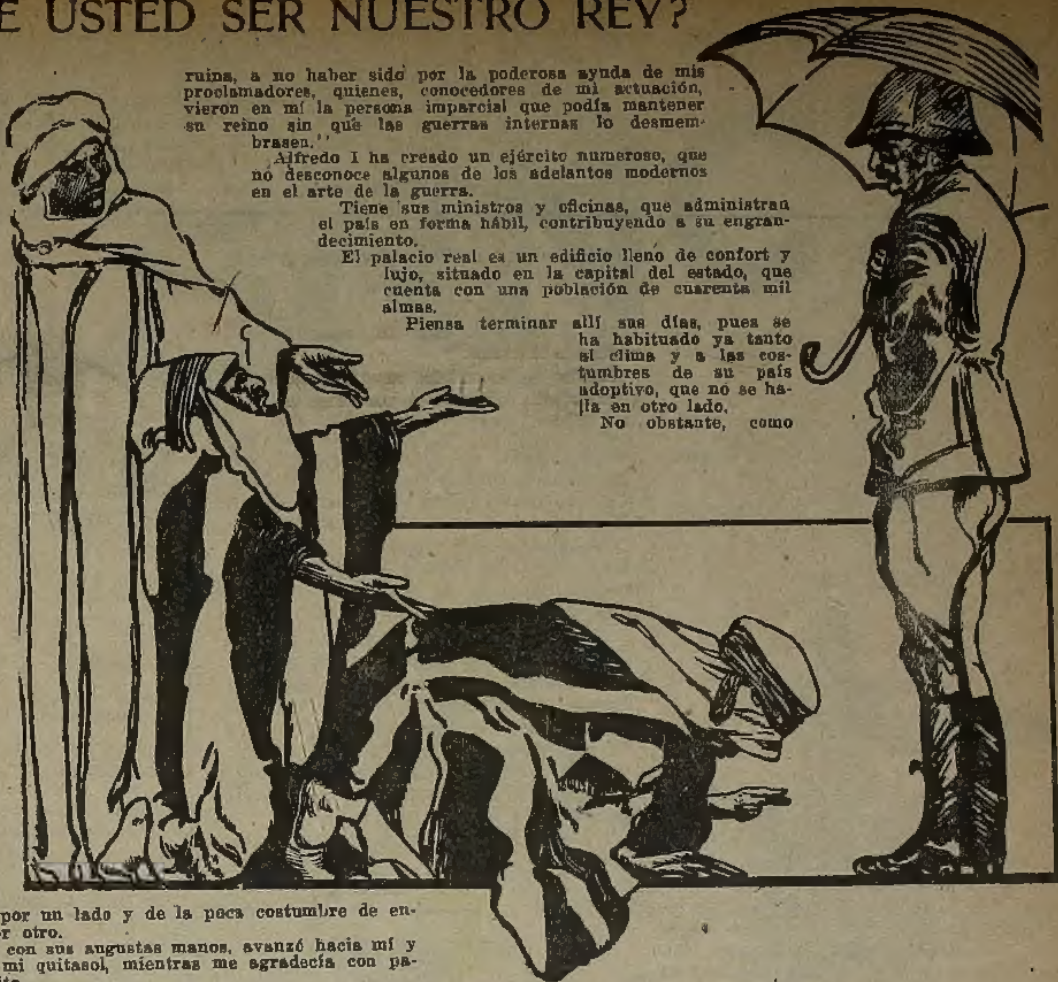 E USTED SER NUESTRO REY?
ruina, a no haber sido por la poderosa ayuda de mis
proclamadores, quienes, conocedores de mi actuación,
vieron en mí la persona imparcial que podía mantener
su reino sin que las guerras internas lo desmem-
brasen.''
Alfredo I ha creado un ejército numeroso, que
no desconoce algunos de los adelantos modernos
en el arte de la guerra.
Tiene sus ministros y oficinas, que administran
el país en forma hábil, contribuyendo a su engran-
decimiento.
El palacio real es un edificio lleno de confort y
lujo, situado en la capital del estado, que
cuenta con una población de cuarenta mil
almas.
Piensa terminar allí sus días, pues se
ha habituado ya tanto
al clima y a las cos-
tumbres de su país
adoptivo, que no se ha-
lla en otro lado.
No obstante, como
por un lado y de la poca costumbre de en-
r otro.
con sus augustas manos, avanzó hacia mí y
mi quitasol, mientras me agradecía con pa-